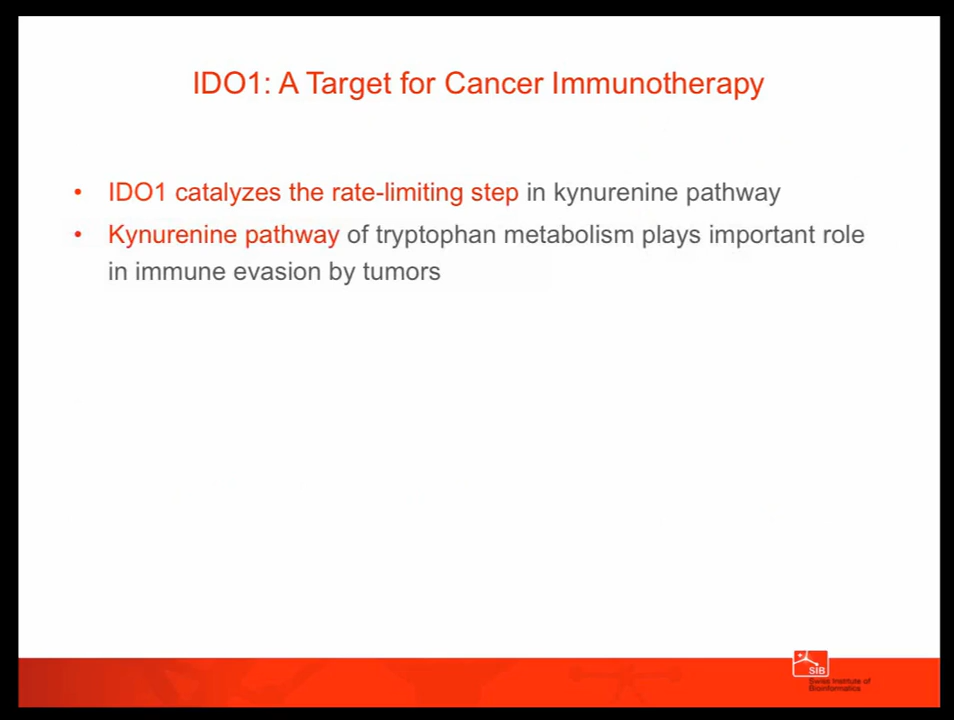 IDO1: A Target for Cancer Immunotherapy
• IDO1 catalyzes the rate-limiting step in kynurenine pathway
• Kynurenine pathway of tryptophan metabolism plays important role
in immune evasion by tumors
SIB
Swiss Institute of
Bioinformatics